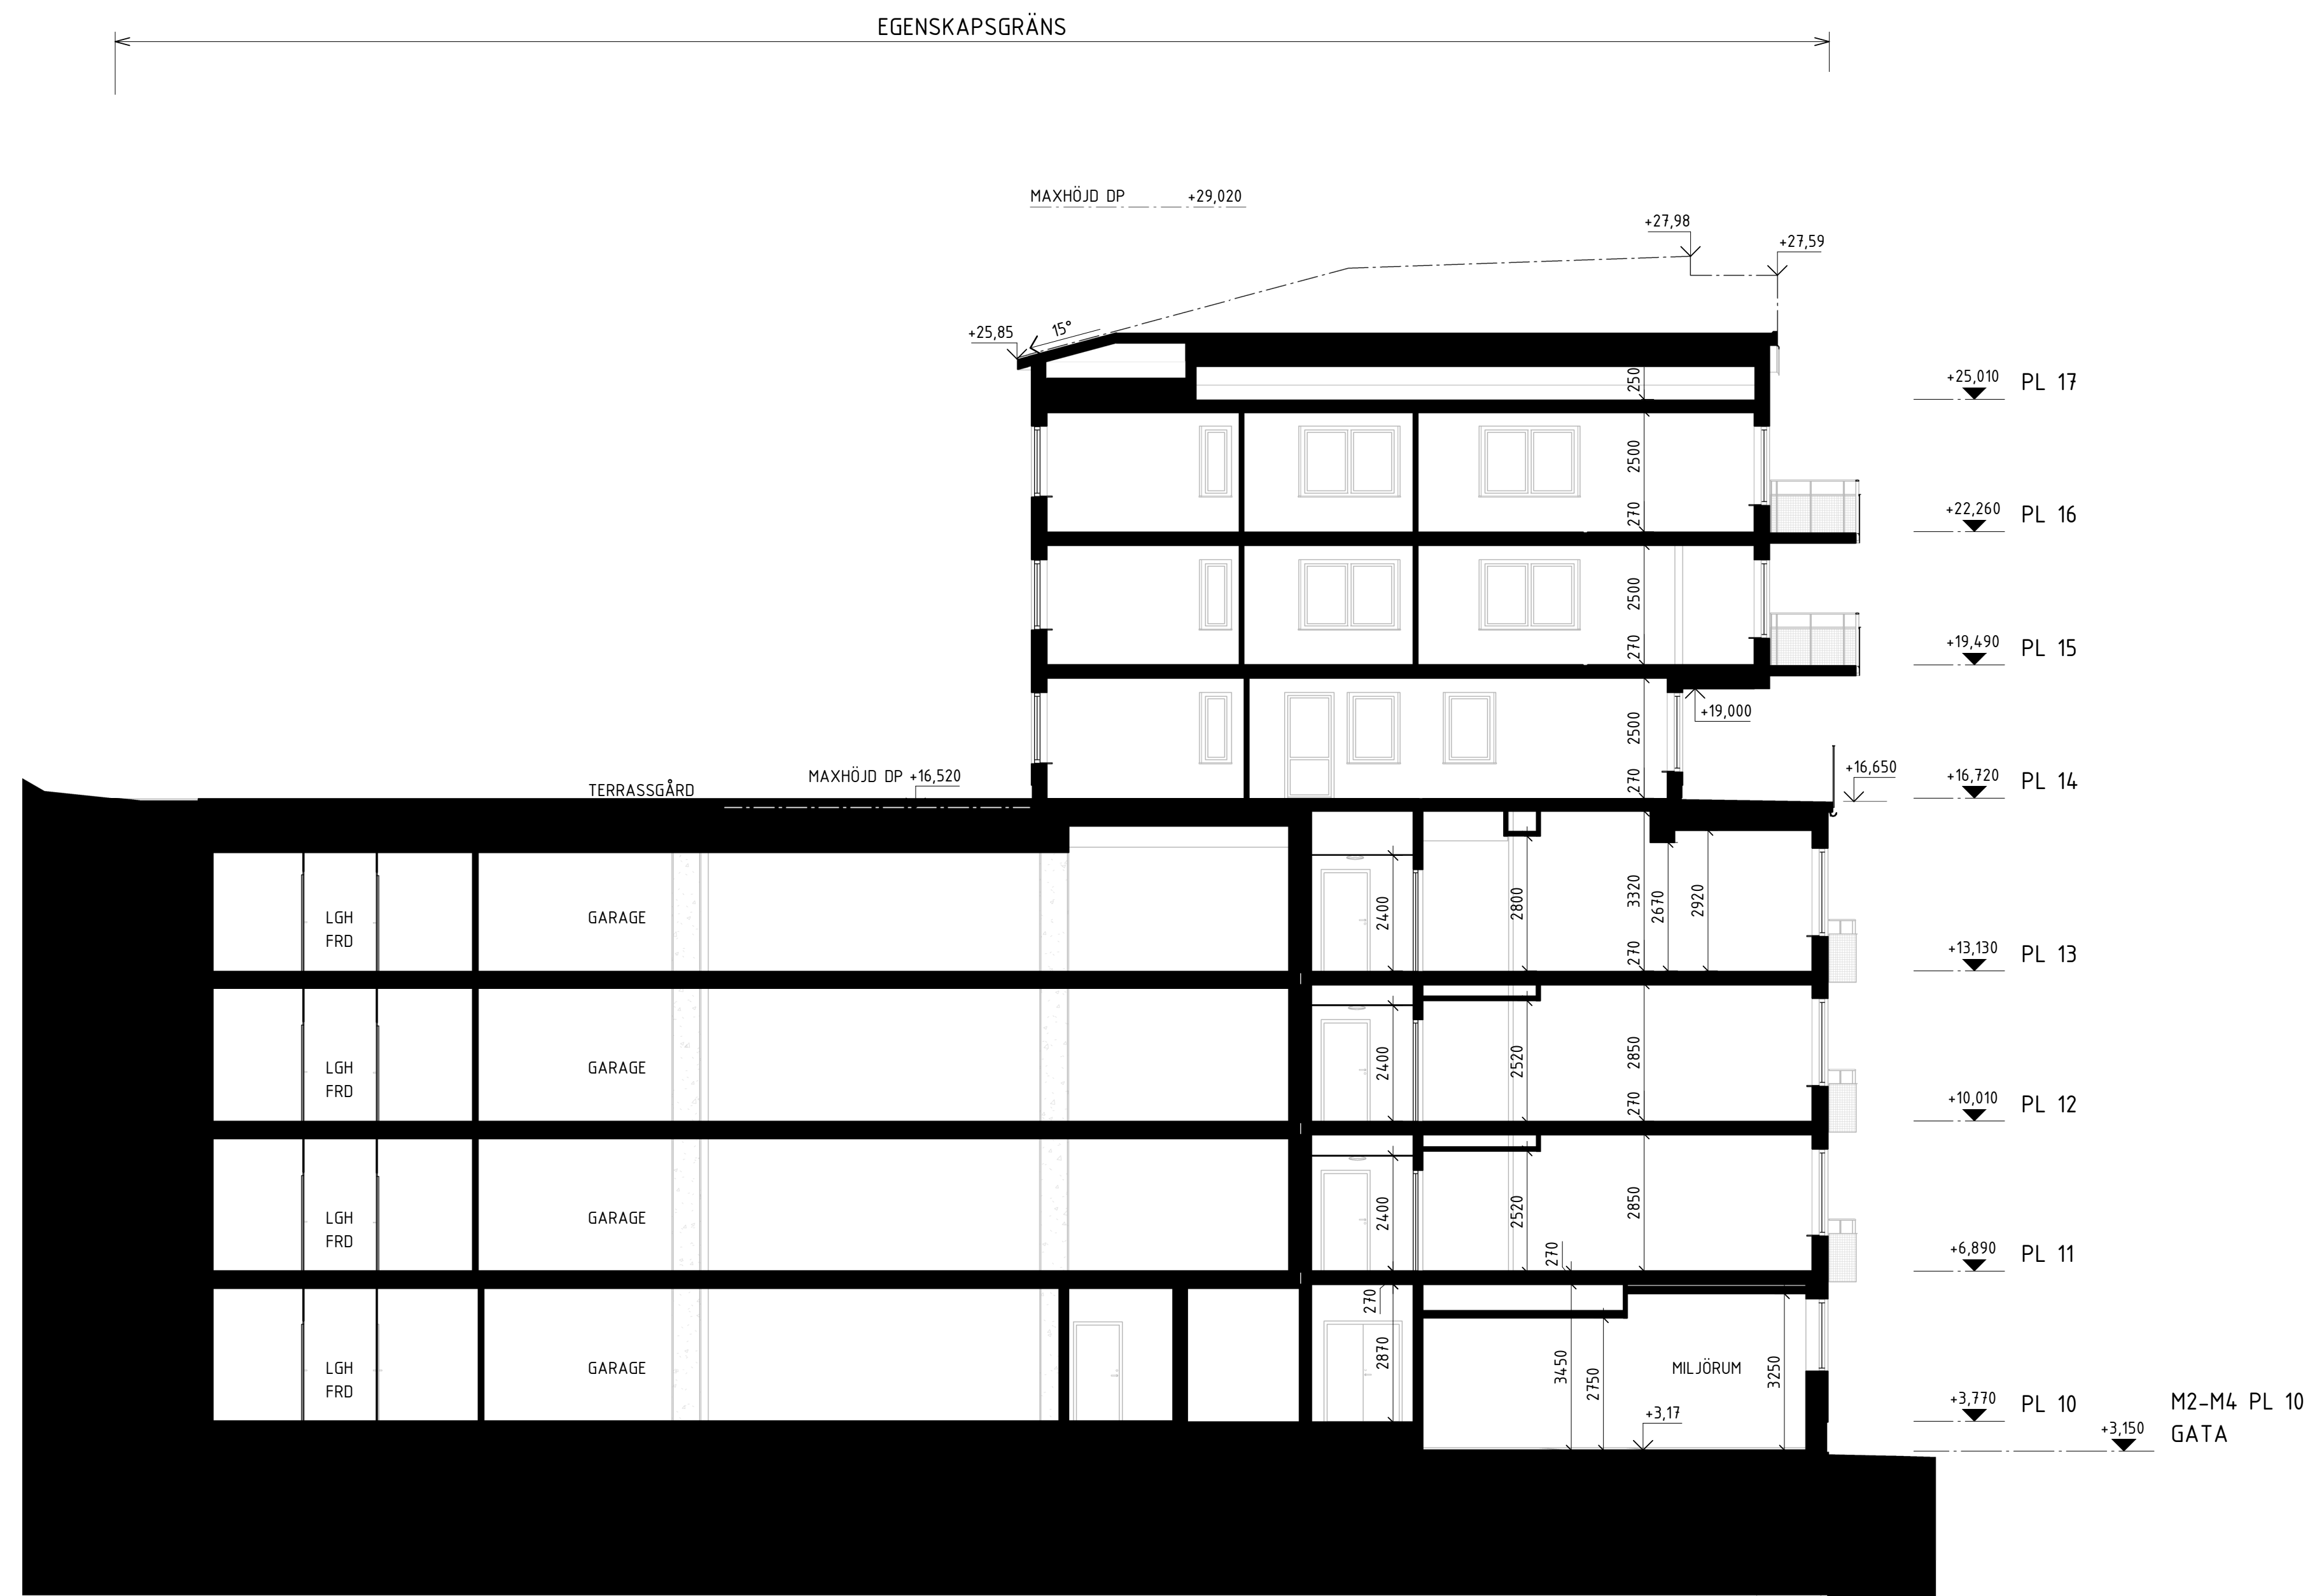 EGENSKAPSGRÄNS
MAXHÖJD DP +29,020
+27,98
+27,59
+25,85
15°
250
+25,010 PL 17
2500
270
+22,260 PL 16
2500
270
+19,490 PL 15
+19,000
2500
270
TERRASSGÅRD
MAXHÖJD DP +16,520
+16,650
+16,720 PL 14
LGH
FRD
GARAGE
2400
2800
3320
2670
2920
270
+13,130 PL 13
LGH
FRD
GARAGE
2400
2520
2850
270
+10,010 PL 12
LGH
FRD
GARAGE
2400
2520
2850
270
+6,890 PL 11
270
LGH
FRD
GARAGE
2870
3450
2750
MILJÖRUM
3250
+3,17
+3,770 PL 10
M2-M4 PL 10
+3,150 GATA